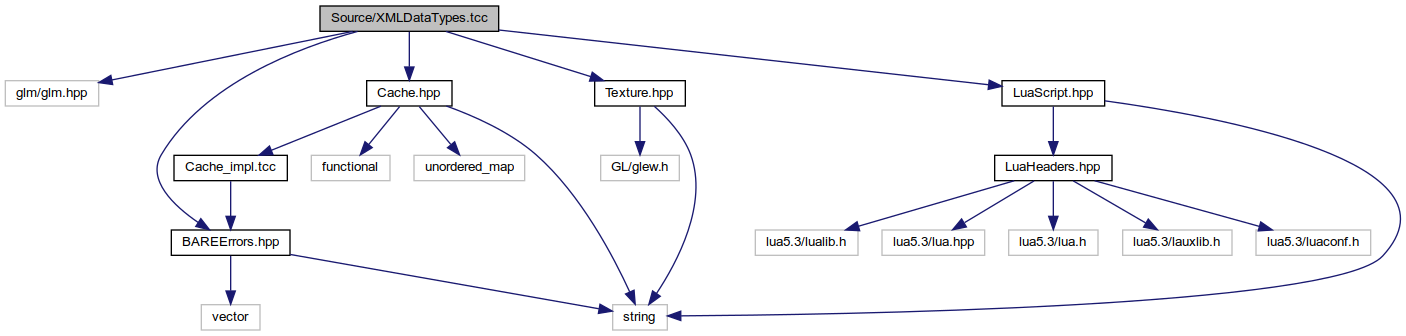 Source/XMLDataTypes.tcc
glm/glm.hpp
Cache.hpp
Texture.hpp
LuaScript.hpp
Cache_impl.tcc
functional
unordered_map
GL/glew.h
LuaHeaders.hpp
BAREErrors.hpp
lua5.3/lualib.h
lua5.3/lua.hpp
lua5.3/lua.h
lua5.3/lauxlib.h
lua5.3/luaconf.h
vector
string